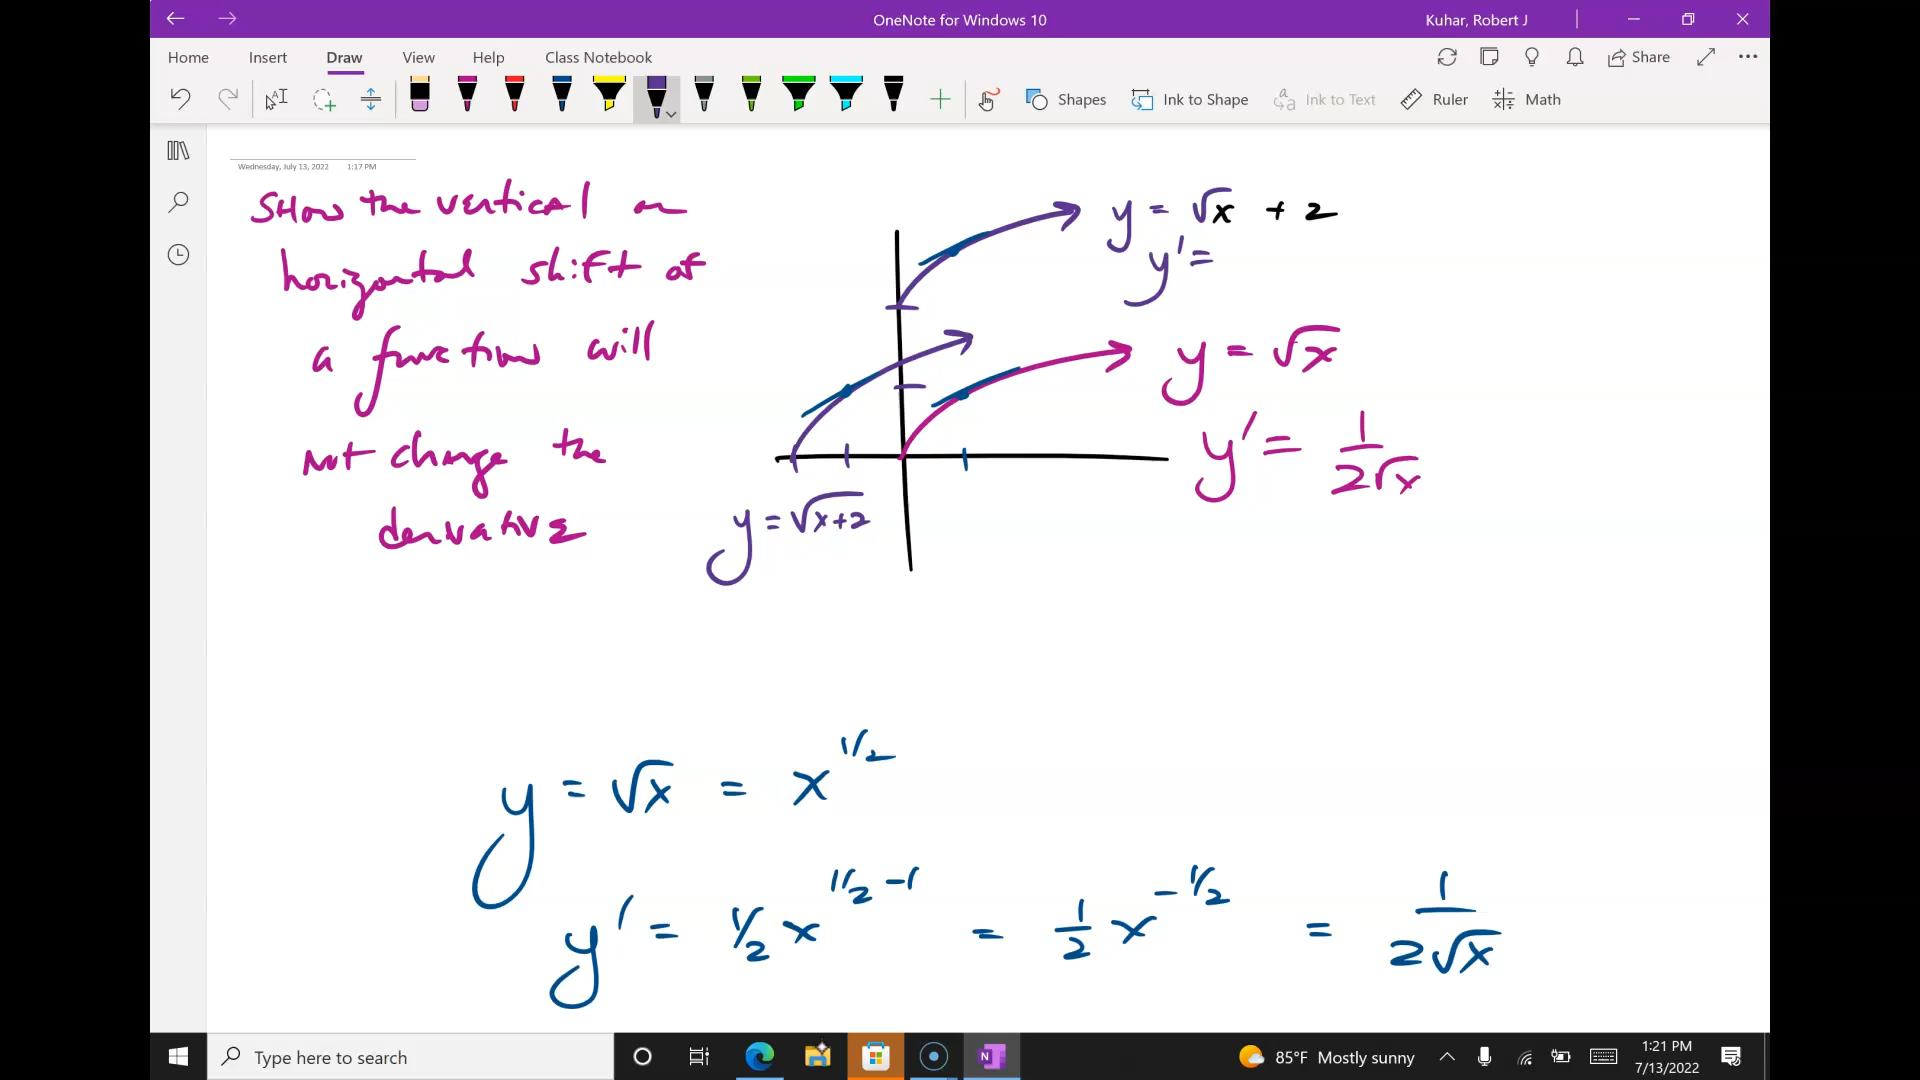 OneNote for Windows 10
Kuhar, Robert J
Home Insert Draw View Help Class Notebook
Share
Shapes Ink to Shape Ink to Text Ruler Math
Wednesday, July 13, 2022 1:17 PM
Show the vertical or
horizontal shift of
a function will
not change the
derivative
y = √x + 2
y' =
y = √x
y' = 1/(2√x)
y = √(x+2)
y = √x = x^(1/2)
y' = 1/2 x^(1/2 - 1) = 1/2 x^(-1/2) = 1/(2√x)
Type here to search
N
85°F Mostly sunny
1:21 PM
7/13/2022